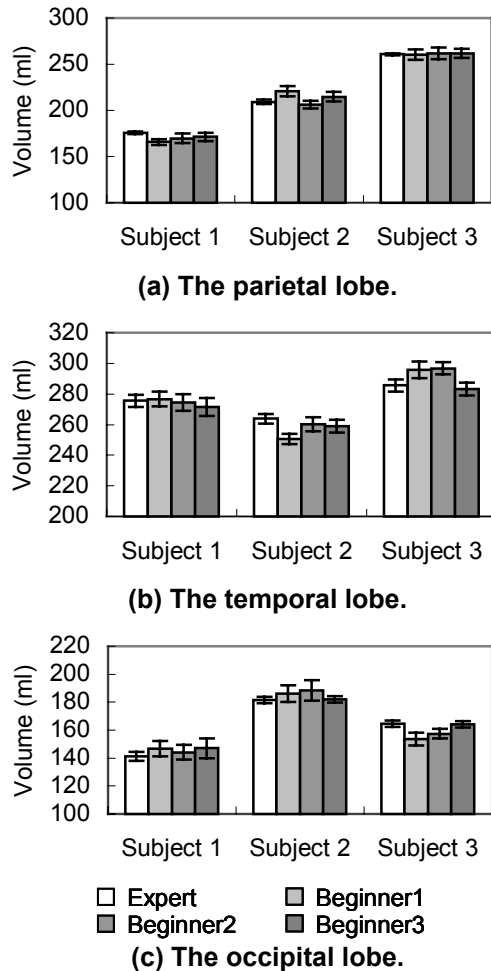 300
250
200
150
100
Volume (ml)
Subject 1 Subject 2 Subject 3
(a) The parietal lobe.
320
300
280
260
240
220
200
Volume (ml)
Subject 1 Subject 2 Subject 3
(b) The temporal lobe.
220
200
180
160
140
120
100
Volume (ml)
Subject 1 Subject 2 Subject 3
Expert Beginner1
Beginner2 Beginner3
(c) The occipital lobe.